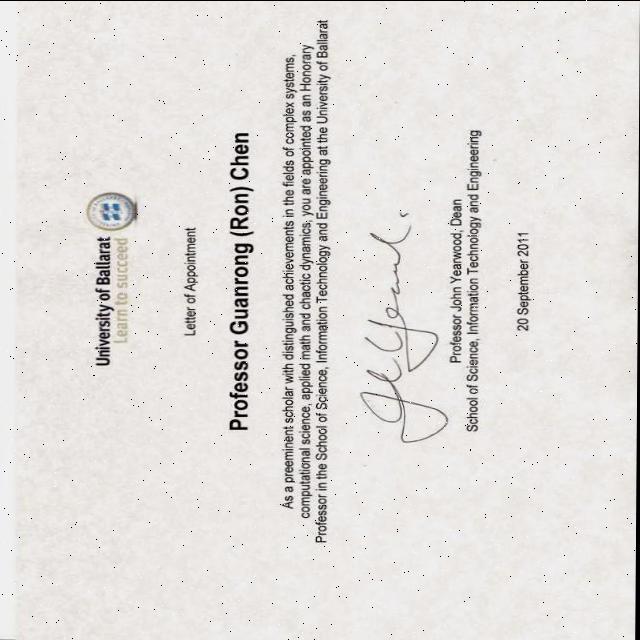 University of Ballarat
Learn to succeed
Letter of Appointment
Professor Guanrong (Ron) Chen
As a preeminent scholar with distinguished achievements in the fields of complex systems,
computational science, applied math and chaotic dynamics, you are appointed as an Honorary
Professor in the School of Science, Information Technology and Engineering at the University of Ballarat
Professor John Yearwood, Dean
School of Science, Information Technology and Engineering
20 September 2011